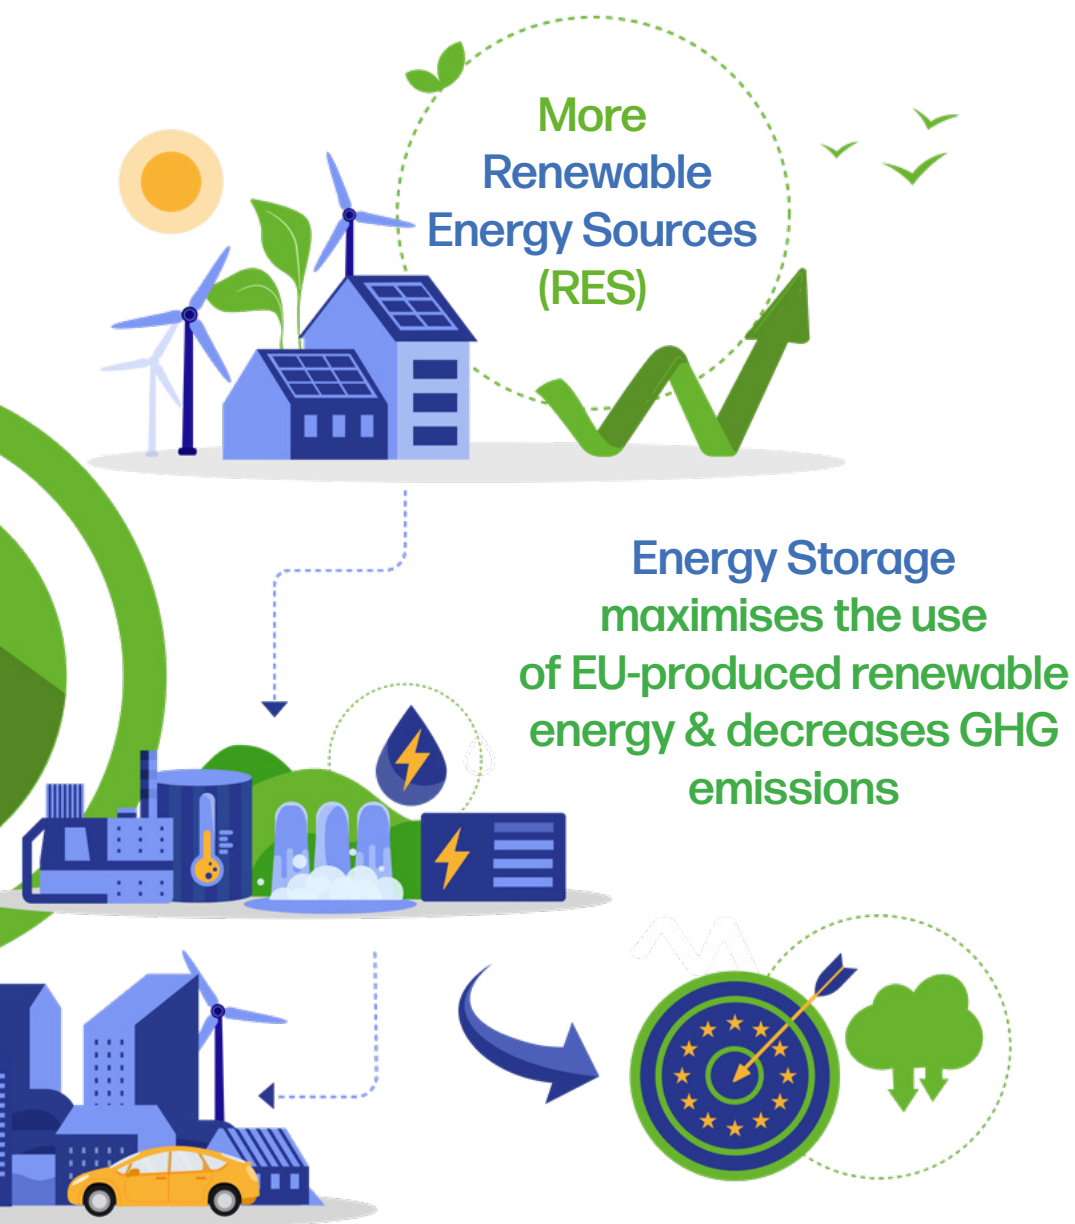 More
Renewable
Energy Sources
(RES)
Energy Storage
maximises the use
of EU-produced renewable
energy & decreases GHG
emissions